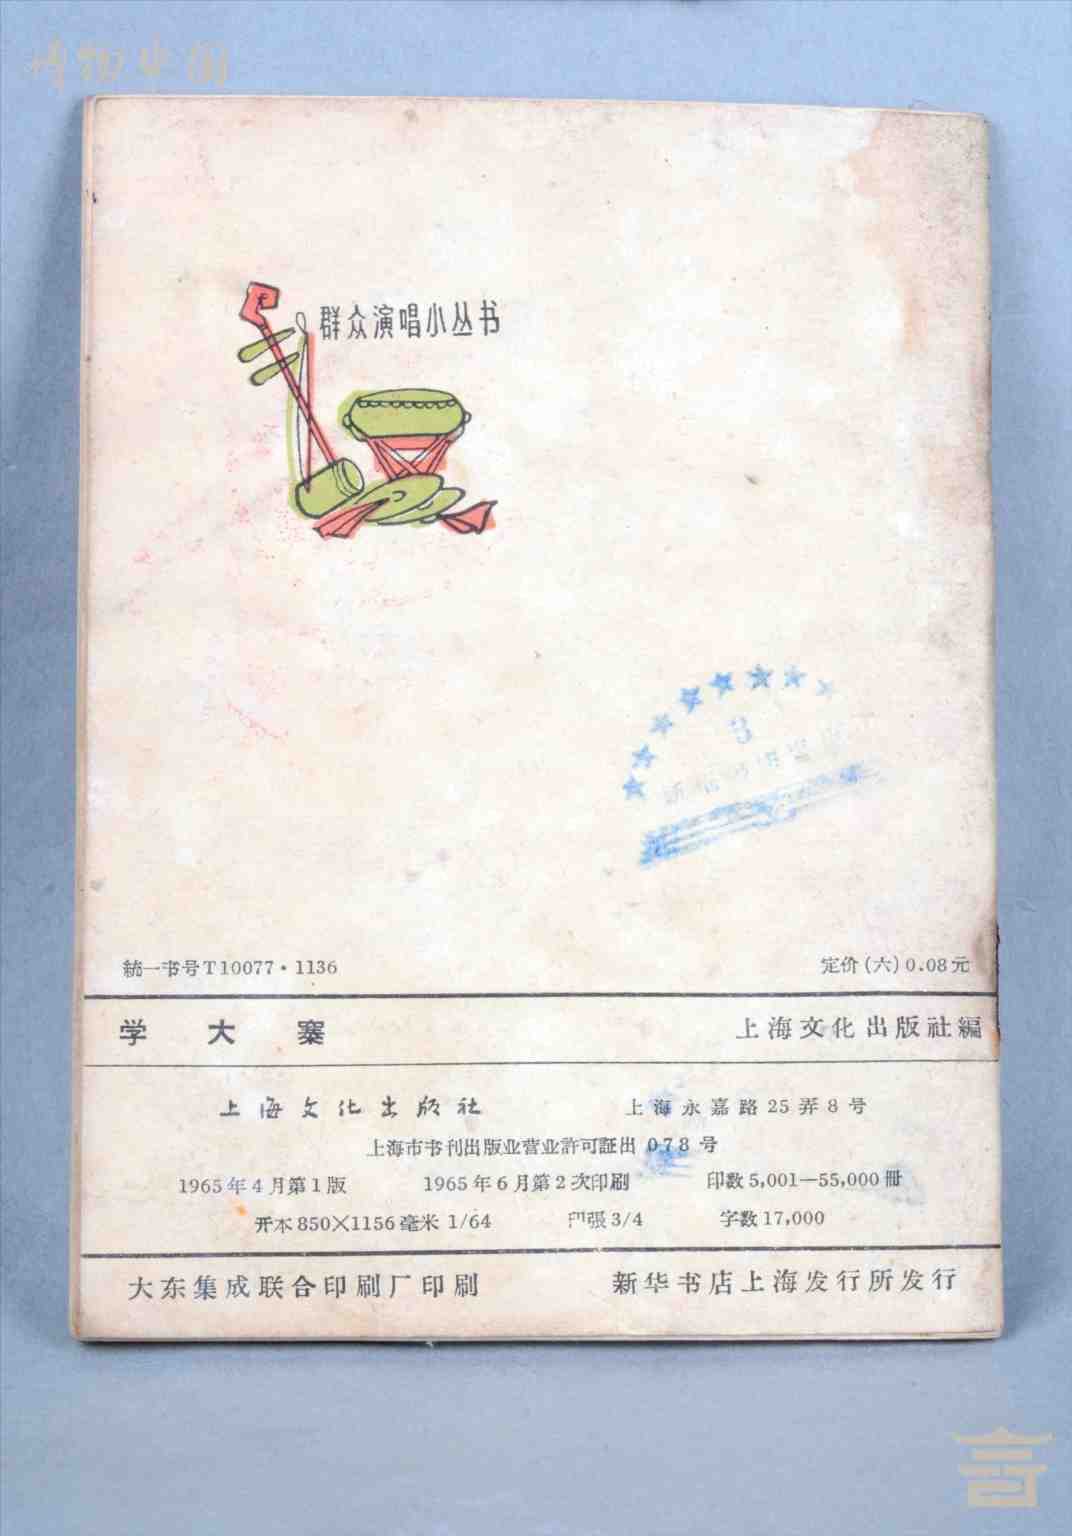 博物中国
群众演唱小丛书
3
統一书号T10077·1136
定价(六)0.08元
学大寨
上海文化出版社編
上海文化出版社
上海永嘉路25弄8号
上海市书刊出版业营业許可証出078号
1965年4月第1版
1965年6月第2次印刷
印数5,001—55,000册
开本850×1156毫米 1/64
印張3/4
字数17,000
大东集成联合印刷厂印刷
新华书店上海发行所发行